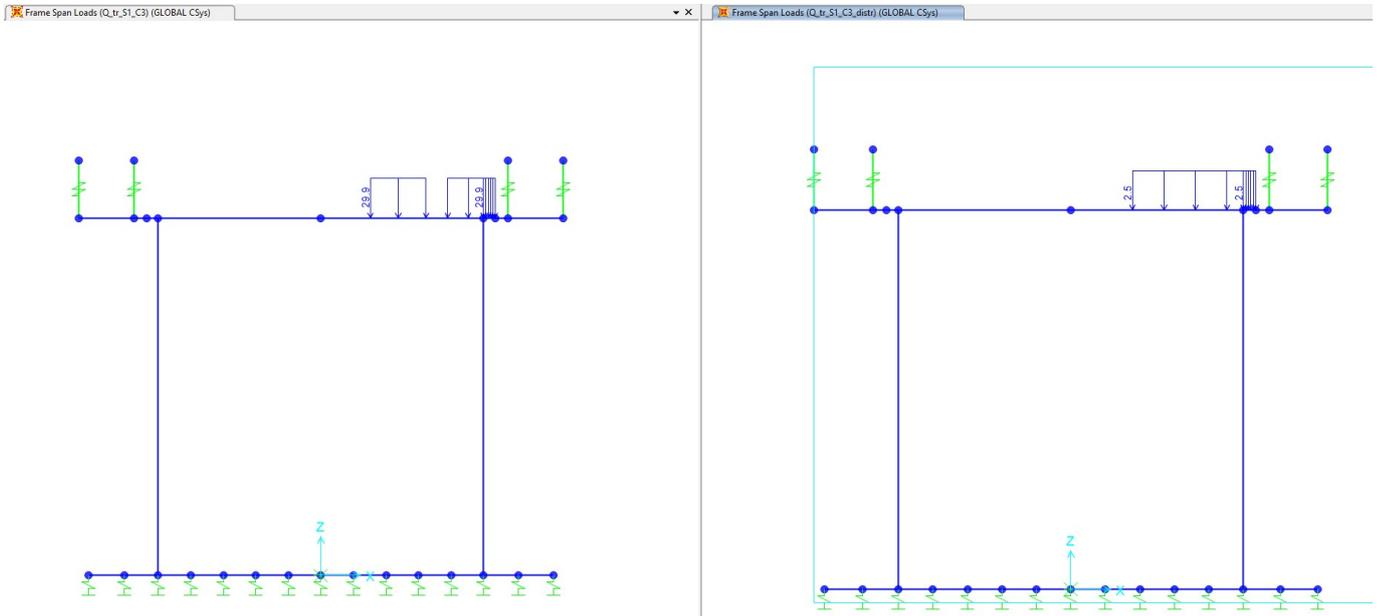 Frame Span Loads (Q_tr_S1_C3) (GLOBAL CSys)
29.9
29.9
Z
X
Frame Span Loads (Q_tr_S1_C3_distr) (GLOBAL CSys)
2.5
2.5
Z
X